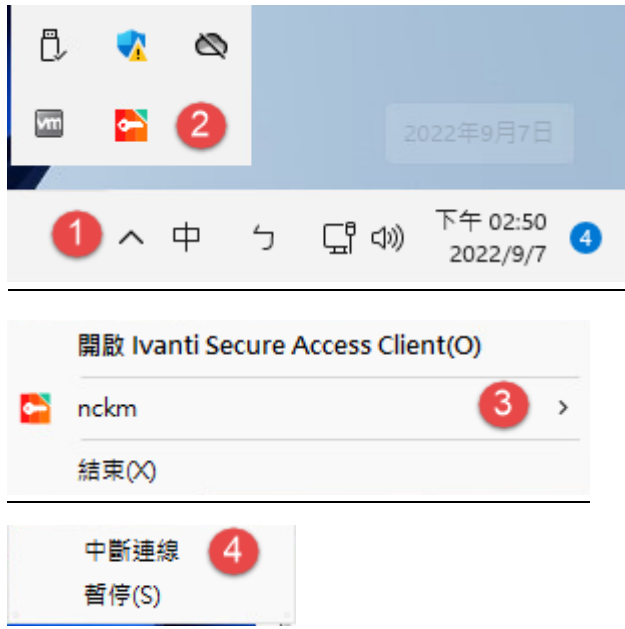 vm
2
2022年9月7日
1 中 ㄅ 下午 02:50
2022/9/7 4
開啟 Ivanti Secure Access Client(O)
nckm 3
結束(X)
中斷連線 4
暫停(S)